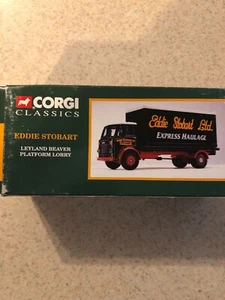 CORGI
CLASSICS
EDDIE STOBART
LEYLAND BEAVER
PLATFORM LORRY
Eddie Stobart Ltd.
EXPRESS HAULAGE